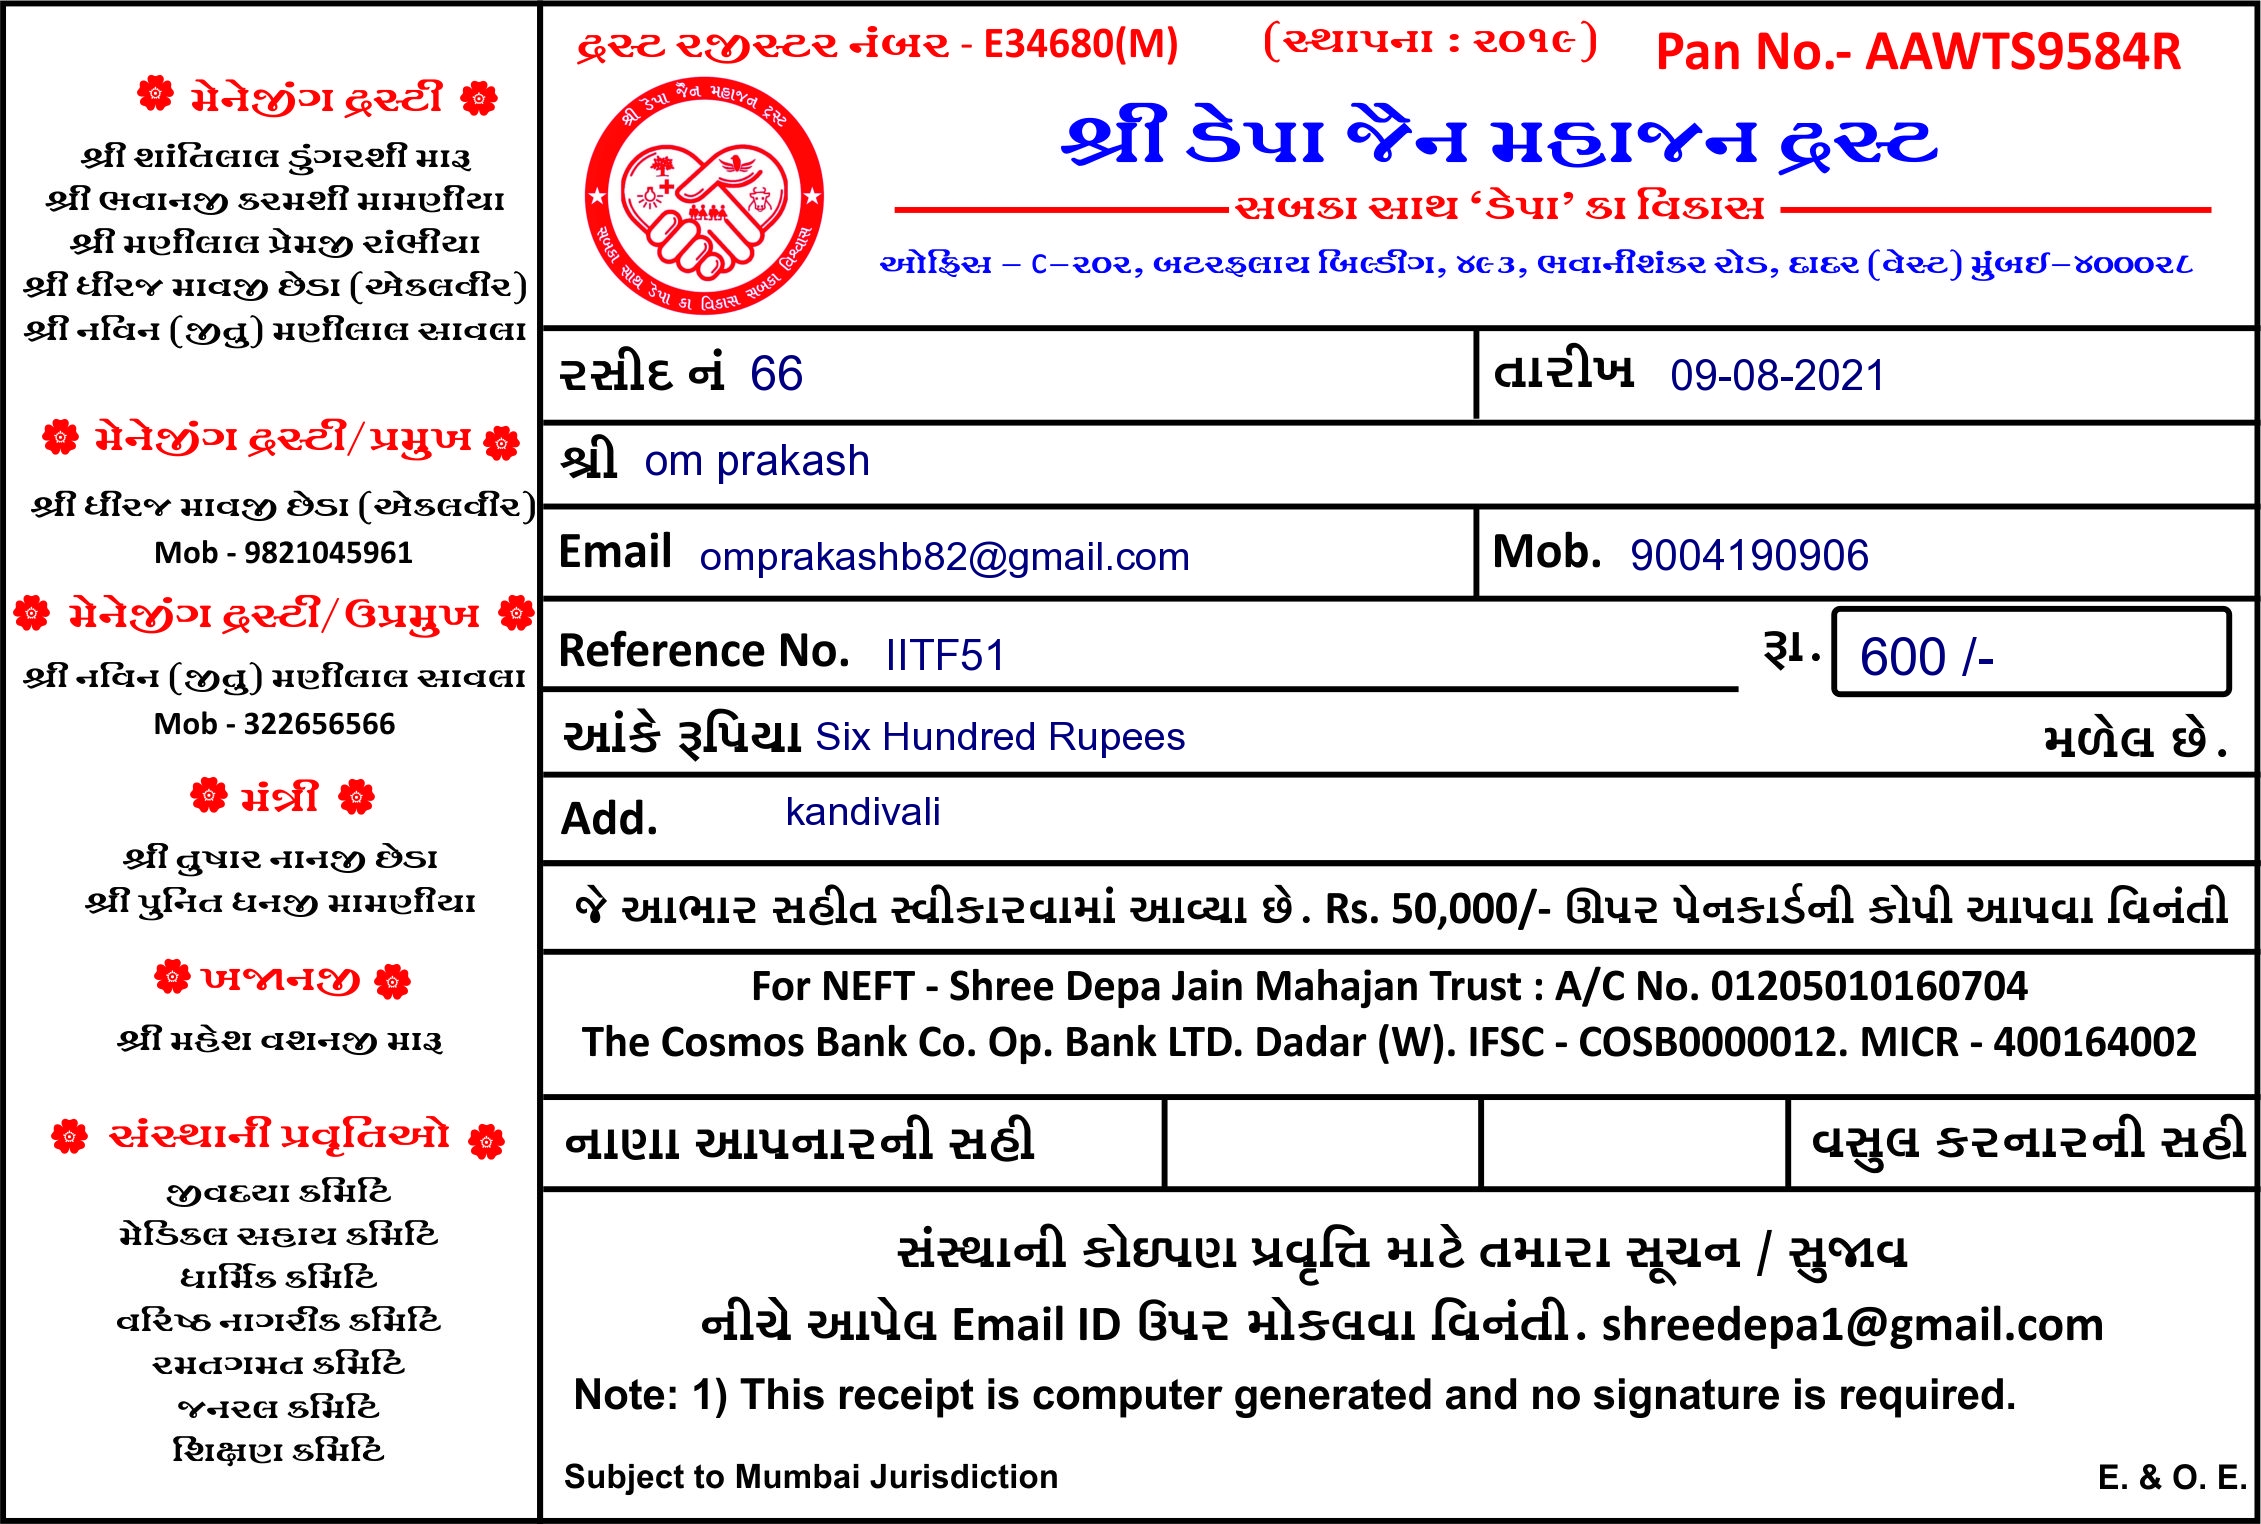 મેનેજીંગ ટ્રસ્ટી
શ્રી શાંતિલાલ ડુંગરશી મારૂ
શ્રી ભવાનજી કરમશી મામણીયા
શ્રી મણીલાલ પ્રેમજી રાંભીયા
શ્રી ધીરજ માવજી છેડા (એકલવીર)
શ્રી નવિન (જીતુ) મણીલાલ સાવલા
મેનેજીંગ ટ્રસ્ટી/પ્રમુખ
શ્રી ધીરજ માવજી છેડા (એકલવીર)
Mob - 9821045961
મેનેજીંગ ટ્રસ્ટી/ઉપ્રમુખ
શ્રી નવિન (જીતુ) મણીલાલ સાવલા
Mob - 322656566
મંત્રી
શ્રી તુષાર નાનજી છેડા
શ્રી પુનિત ધનજી મામણીયા
ખજાનજી
શ્રી મહેશ વશનજી મારૂ
સંસ્થાની પ્રવૃતિઓ
જીવદયા કમિટિ
મેડિકલ સહાય કમિટિ
ધાર્મિક કમિટિ
વરિષ્ઠ નાગરીક કમિટિ
રમતગમત કમિટિ
જનરલ કમિટિ
શિક્ષણ કમિટિ
ટ્રસ્ટ રજીસ્ટર નંબર - E34680(M) (સ્થાપના : ૨૦૧૯) Pan No.- AAWTS9584R
શ્રી ડેપા જૈન મહાજન ટ્રસ્ટ
સબકા સાથ ડેપા કા વિકાસ સબકા વિશ્વાસ
શ્રી ડેપા જૈન મહાજન ટ્રસ્ટ
સબકા સાથ ‘ડેપા’ કા વિકાસ
ઓફિસ – C–૨૦૨, બટરફલાય બિલ્ડીંગ, ૪૯૩, ભવાનીશંકર રોડ, દાદર (વેસ્ટ) મુંબઇ–૪૦૦૦૨૮
રસીદ નં 66 તારીખ 09-08-2021
શ્રી om prakash
Email omprakashb82@gmail.com Mob. 9004190906
Reference No. IITF51 રૂા. 600 /-
આંકે રૂપિયા Six Hundred Rupees મળેલ છે.
Add. kandivali
જે આભાર સહીત સ્વીકારવામાં આવ્યા છે. Rs. 50,000/- ઊપર પેનકાર્ડની કોપી આપવા વિનંતી
For NEFT - Shree Depa Jain Mahajan Trust : A/C No. 01205010160704
The Cosmos Bank Co. Op. Bank LTD. Dadar (W). IFSC - COSB0000012. MICR - 400164002
નાણા આપનારની સહી વસુલ કરનારની સહી
સંસ્થાની કોઇપણ પ્રવૃત્તિ માટે તમારા સૂચન / સુજાવ
નીચે આપેલ Email ID ઉપર મોકલવા વિનંતી. shreedepa1@gmail.com
Note: 1) This receipt is computer generated and no signature is required.
Subject to Mumbai Jurisdiction E. & O. E.